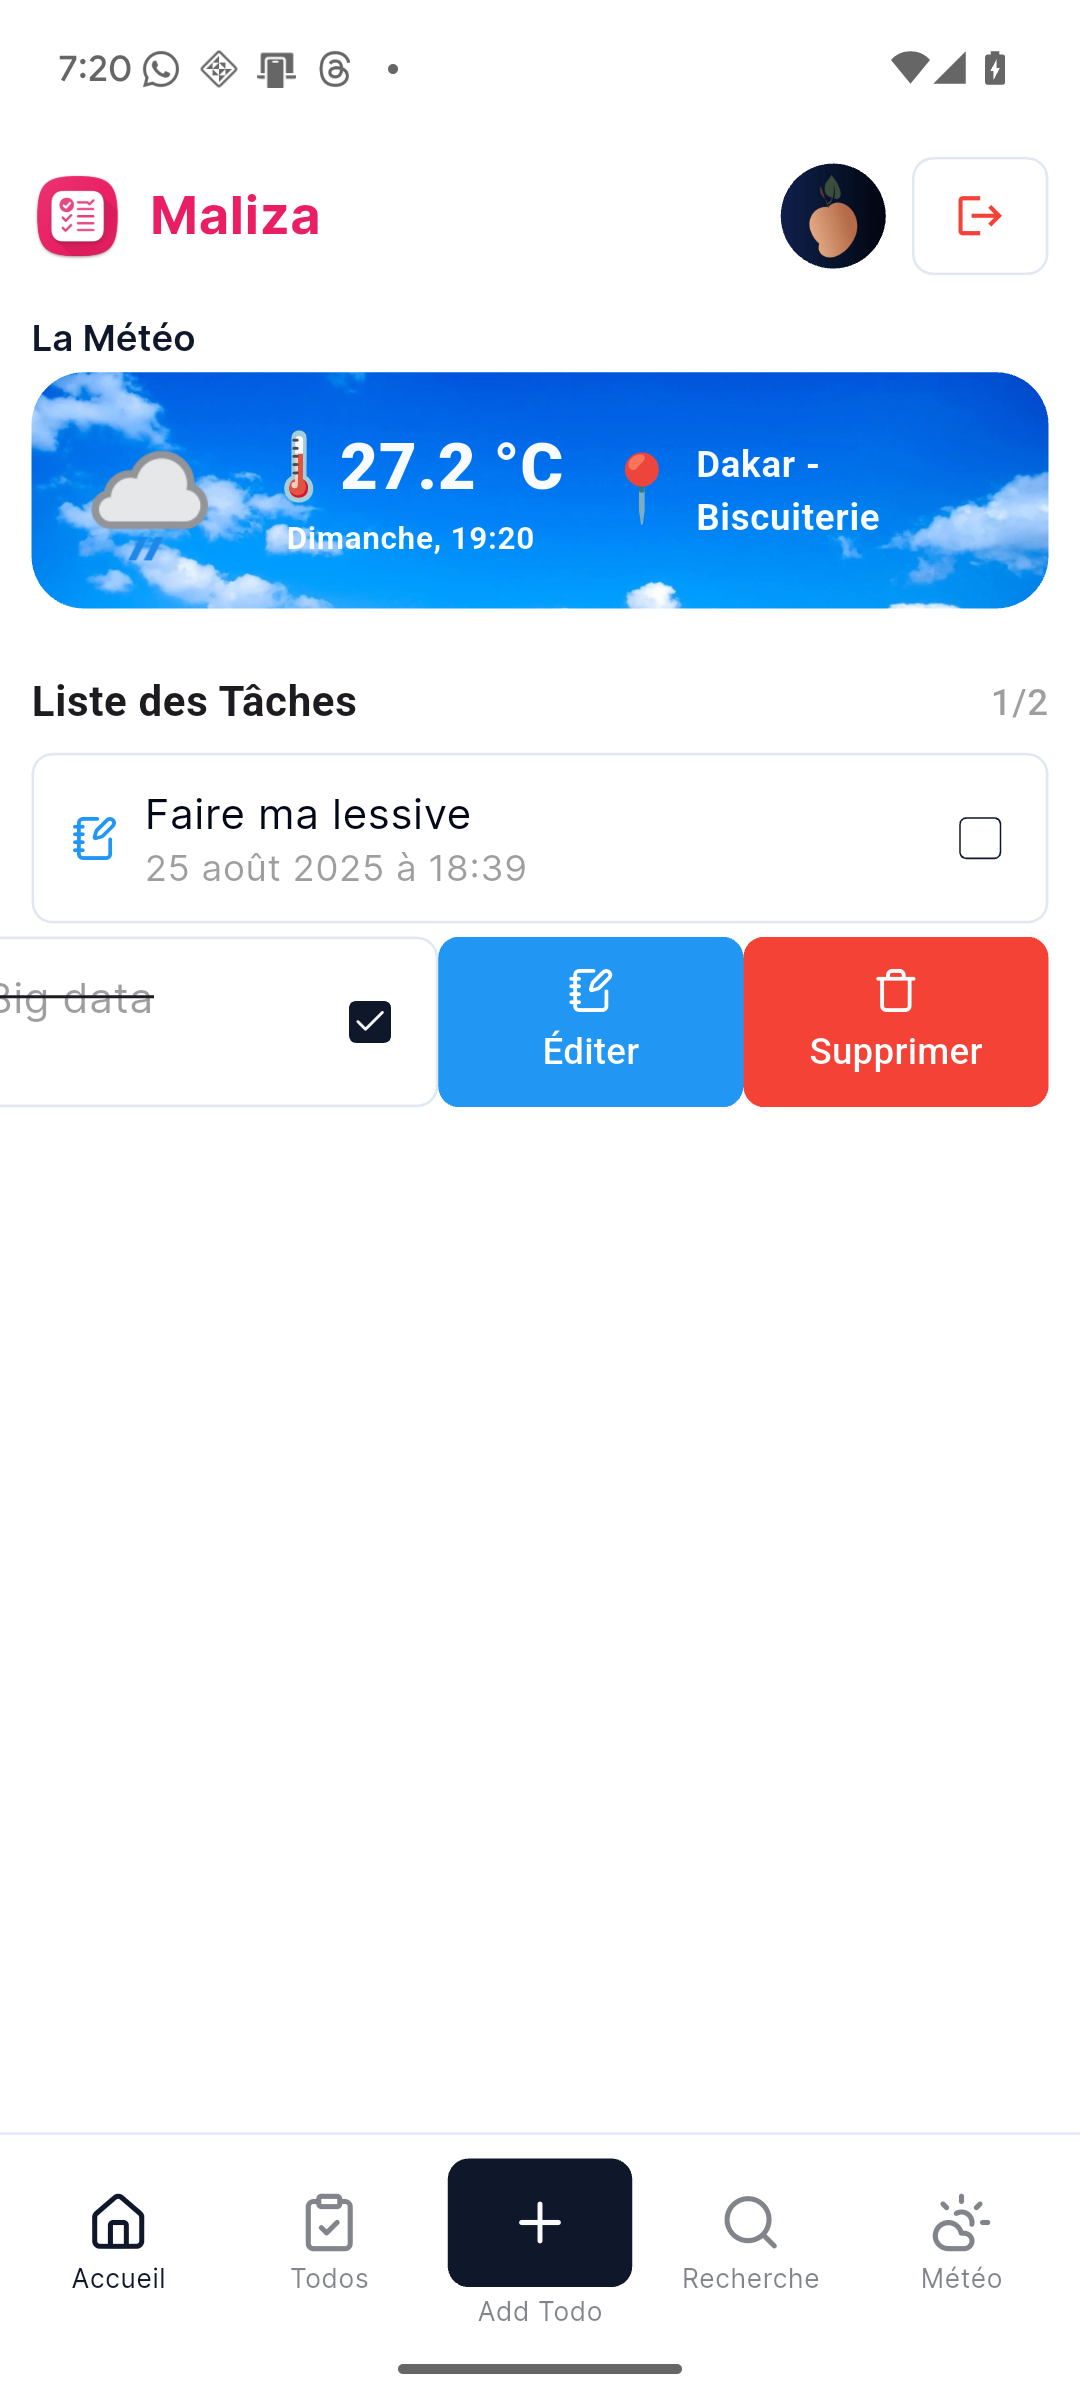 7:20
Maliza
La Météo
27.2 °C
Dimanche, 19:20
Dakar -
Biscuiterie
Liste des Tâches
1/2
Faire ma lessive
25 août 2025 à 18:39
Big data
Éditer
Supprimer
Accueil
Todos
Add Todo
Recherche
Météo